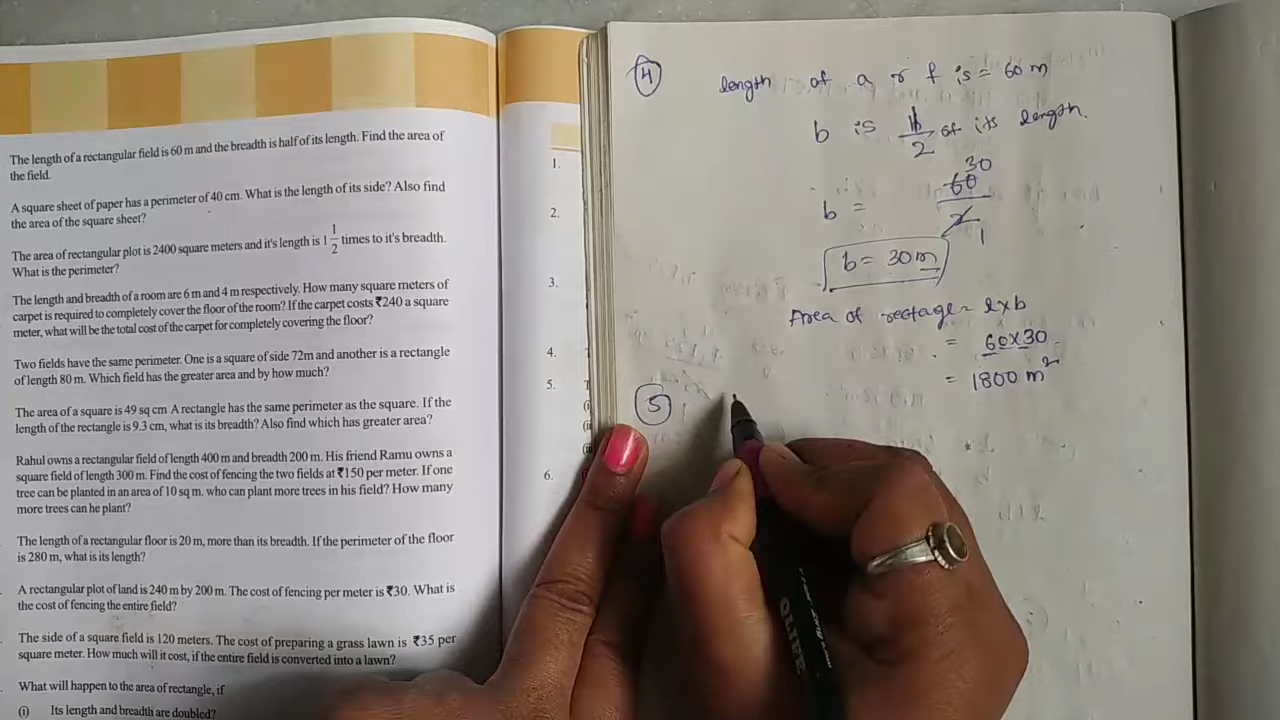 The length of a rectangular field is 60 m and the breadth is half of its length. Find the area of
the field.
A square sheet of paper has a perimeter of 40 cm. What is the length of its side? Also find
the area of the square sheet?
The area of rectangular plot is 2400 square meters and it's length is 1 1/2 times to it's breadth.
What is the perimeter?
The length and breadth of a room are 6 m and 4 m respectively. How many square meters of
carpet is required to completely cover the floor of the room? If the carpet costs ₹240 a square
meter, what will be the total cost of the carpet for completely covering the floor?
Two fields have the same perimeter. One is a square of side 72m and another is a rectangle
of length 80 m. Which field has the greater area and by how much?
The area of a square is 49 sq cm A rectangle has the same perimeter as the square. If the
length of the rectangle is 9.3 cm, what is its breadth? Also find which has greater area?
Rahul owns a rectangular field of length 400 m and breadth 200 m. His friend Ramu owns a
square field of length 300 m. Find the cost of fencing the two fields at ₹150 per meter. If one
tree can be planted in an area of 10 sq m. who can plant more trees in his field? How many
more trees can he plant?
The length of a rectangular floor is 20 m, more than its breadth. If the perimeter of the floor
is 280 m, what is its length?
A rectangular plot of land is 240 m by 200 m. The cost of fencing per meter is ₹30. What is
the cost of fencing the entire field?
The side of a square field is 120 meters. The cost of preparing a grass lawn is ₹35 per
square meter. How much will it cost, if the entire field is converted into a lawn?
What will happen to the area of rectangle, if
(i) Its length and breadth are doubled?
1.
2.
3.
4.
5.
6.
4
length of a r f is = 60 m
b is 1/2 of its length.
30
b = 60/2
1
b = 30 m
Area of rectage = l x b
= 60 x 30
= 1800 m²
5